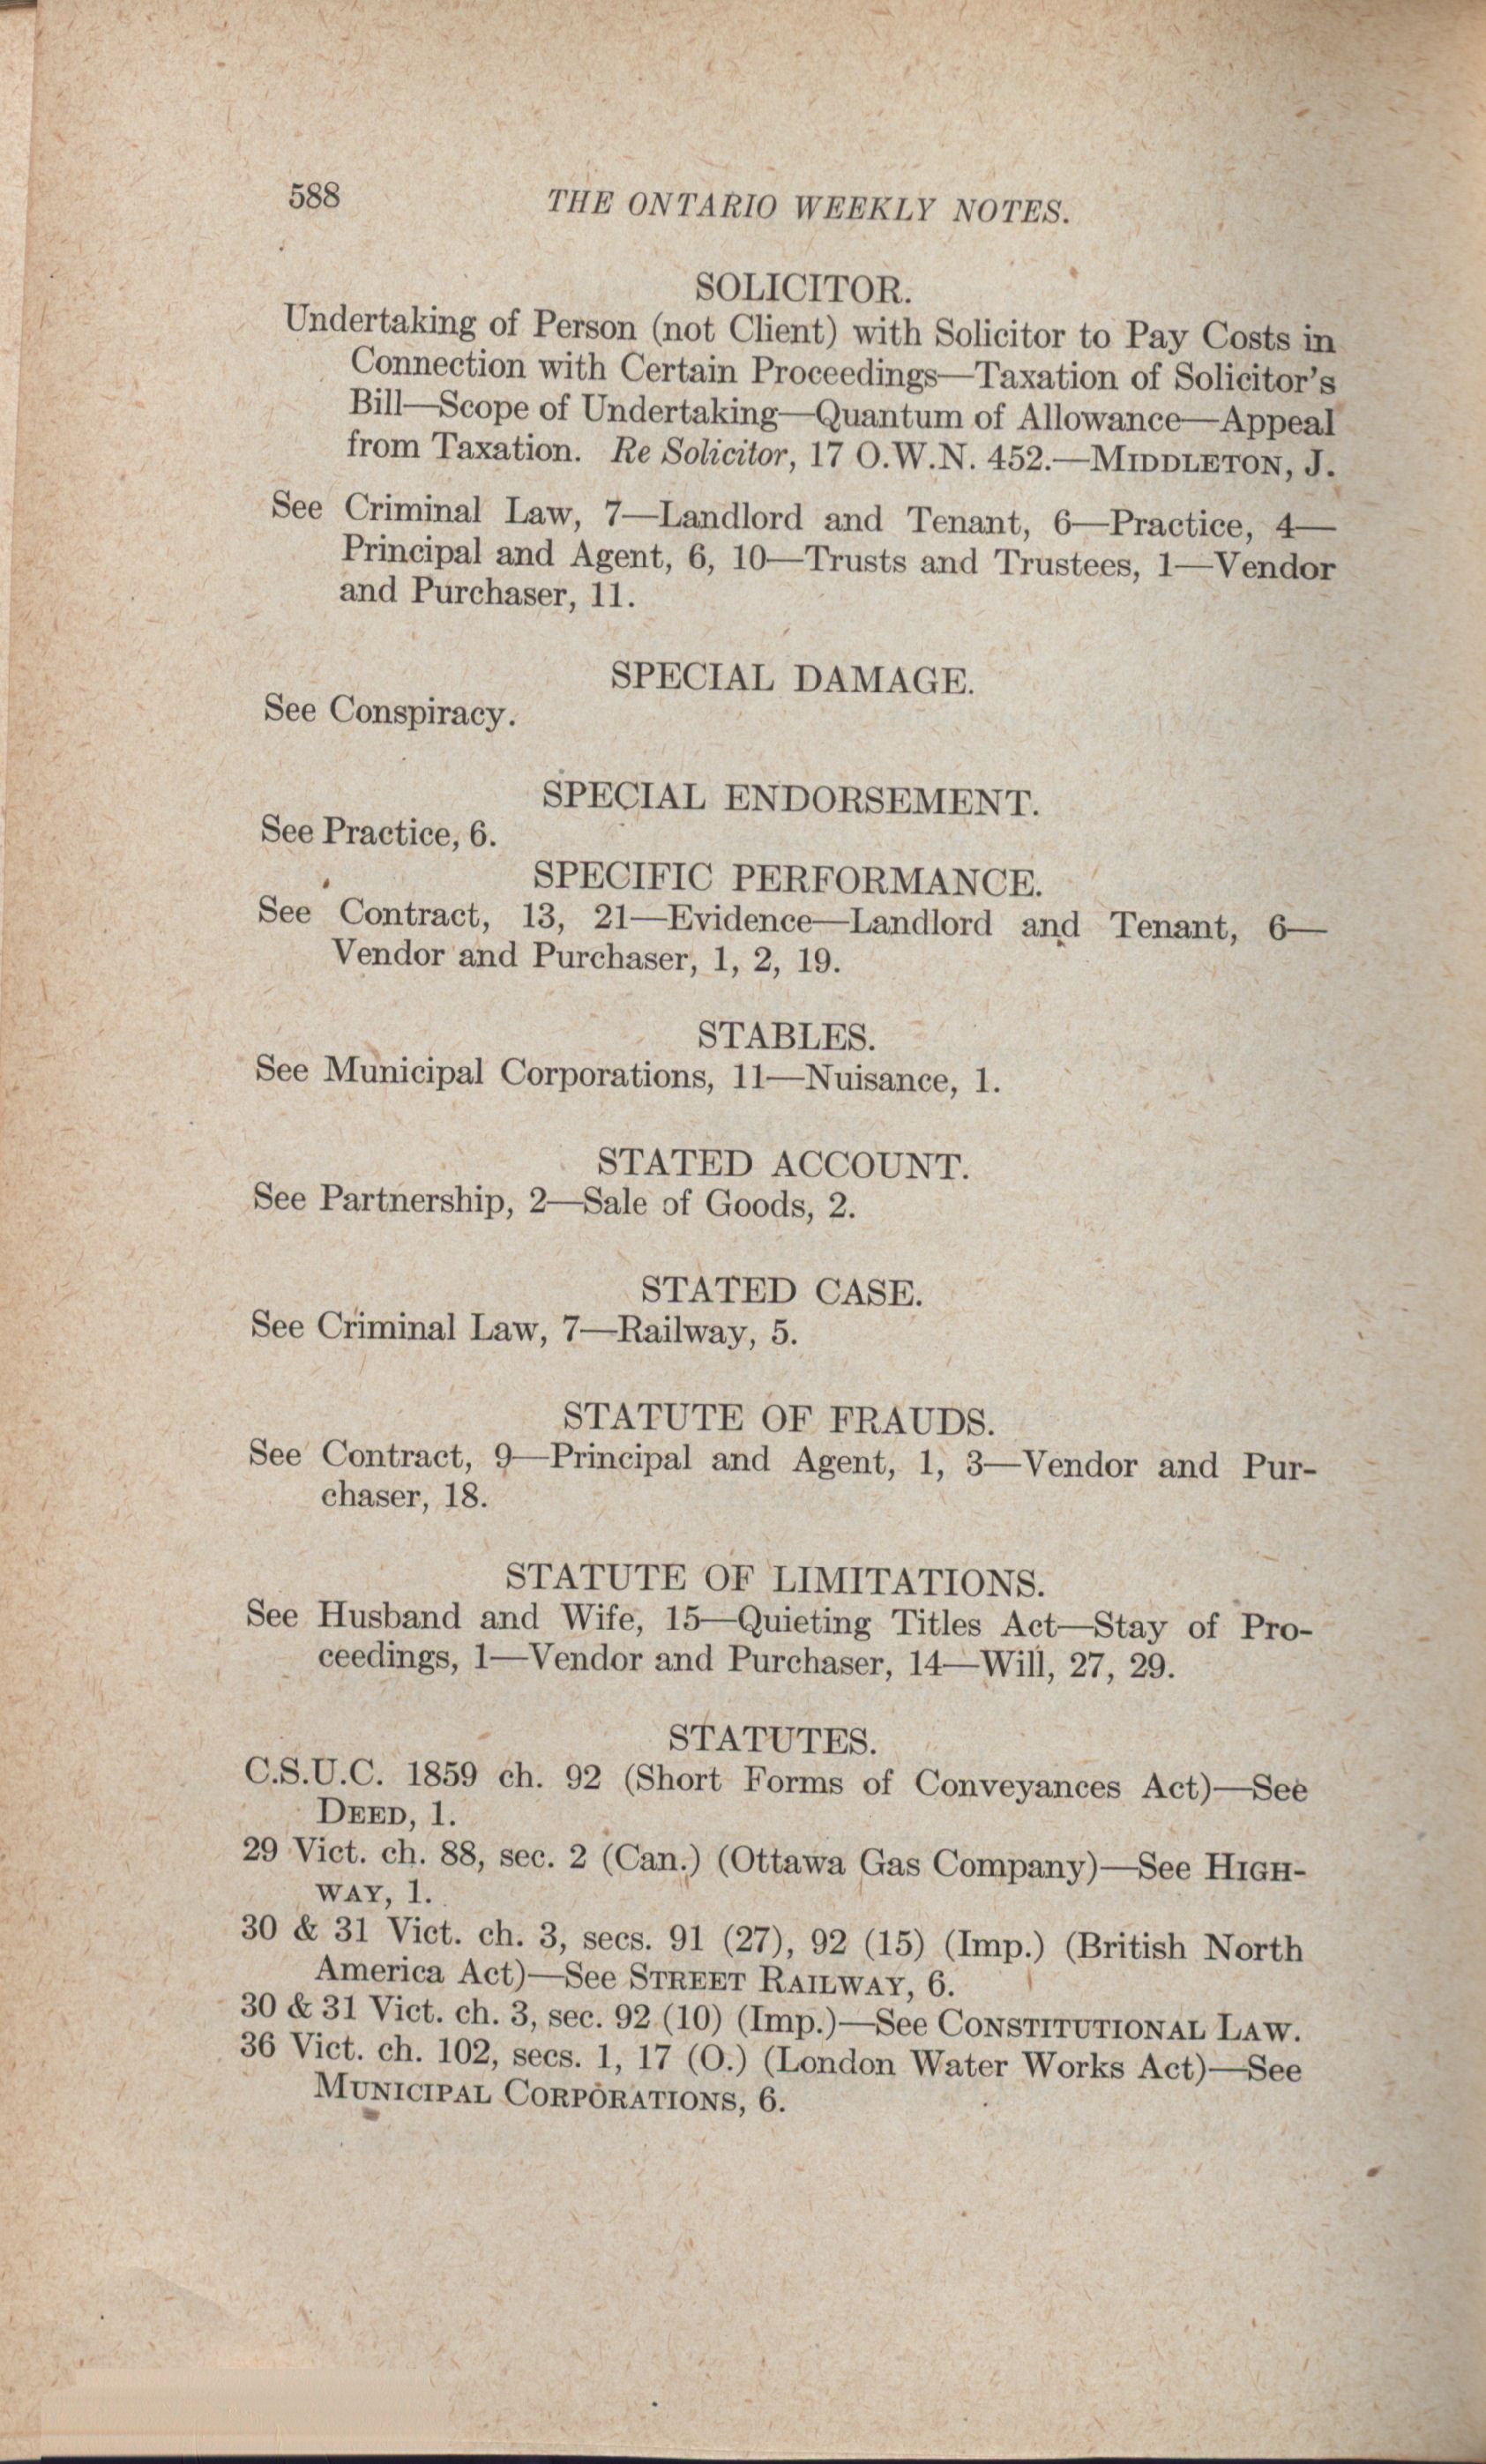 588
THE ONTARIO WEEKLY NOTES.
SOLICITOR.
Undertaking of Person (not Client) with Solicitor to Pay Costs in
Connection with Certain Proceedings—Taxation of Solicitor's
Bill—Scope of Undertaking—Quantum of Allowance—Appeal
from Taxation. Re Solicitor, 17 O.W.N. 452.—MIDDLETON, J.
See Criminal Law, 7—Landlord and Tenant, 6—Practice, 4—
Principal and Agent, 6, 10—Trusts and Trustees, 1—Vendor
and Purchaser, 11.
SPECIAL DAMAGE.
See Conspiracy.
SPECIAL ENDORSEMENT.
See Practice, 6.
SPECIFIC PERFORMANCE.
See Contract, 13, 21—Evidence—Landlord and Tenant, 6—
Vendor and Purchaser, 1, 2, 19.
STABLES.
See Municipal Corporations, 11—Nuisance, 1.
STATED ACCOUNT.
See Partnership, 2—Sale of Goods, 2.
STATED CASE.
See Criminal Law, 7—Railway, 5.
STATUTE OF FRAUDS.
See Contract, 9—Principal and Agent, 1, 3—Vendor and Pur-
chaser, 18.
STATUTE OF LIMITATIONS.
See Husband and Wife, 15—Quieting Titles Act—Stay of Pro-
ceedings, 1—Vendor and Purchaser, 14—Will, 27, 29.
STATUTES.
C.S.U.C. 1859 ch. 92 (Short Forms of Conveyances Act)—See
DEED, 1.
29 Vict. ch. 88, sec. 2 (Can.) (Ottawa Gas Company)—See HIGH-
WAY, 1.
30 & 31 Vict. ch. 3, secs. 91 (27), 92 (15) (Imp.) (British North
America Act)—See STREET RAILWAY, 6.
30 & 31 Vict. ch. 3, sec. 92 (10) (Imp.)—See CONSTITUTIONAL LAW.
36 Vict. ch. 102, secs. 1, 17 (O.) (London Water Works Act)—See
MUNICIPAL CORPORATIONS, 6.